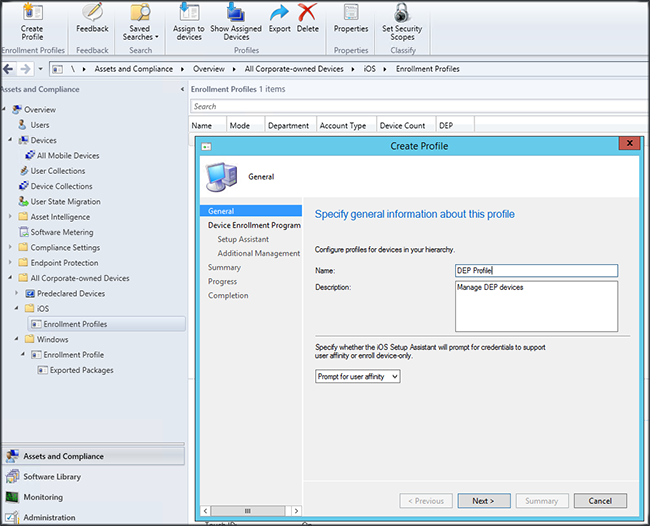 Create
Profile
Feedback
Saved
Searches
Assign to
devices
Show Assigned
Devices
Export
Delete
Properties
Set Security
Scopes
Enrollment Profiles
Feedback
Search
Profiles
Properties
Classify
\ Assets and Compliance Overview All Corporate-owned Devices iOS Enrollment Profiles
Assets and Compliance
Overview
Users
Devices
All Mobile Devices
User Collections
Device Collections
User State Migration
Asset Intelligence
Software Metering
Compliance Settings
Endpoint Protection
All Corporate-owned Devices
Predeclared Devices
iOS
Enrollment Profiles
Windows
Enrollment Profile
Exported Packages
Assets and Compliance
Software Library
Monitoring
Administration
Enrollment Profiles 1 items
Search
Name Mode Department Account Type Device Count DEP
Create Profile
General
General
Device Enrollment Program
Setup Assistant
Additional Management
Summary
Progress
Completion
Specify general information about this profile
Configure profiles for devices in your hierarchy.
Name: DEP Profile
Description: Manage DEP devices
Specify whether the iOS Setup Assistant will prompt for credentials to support
user affinity or enroll device-only.
Prompt for user affinity
< Previous Next > Summary Cancel